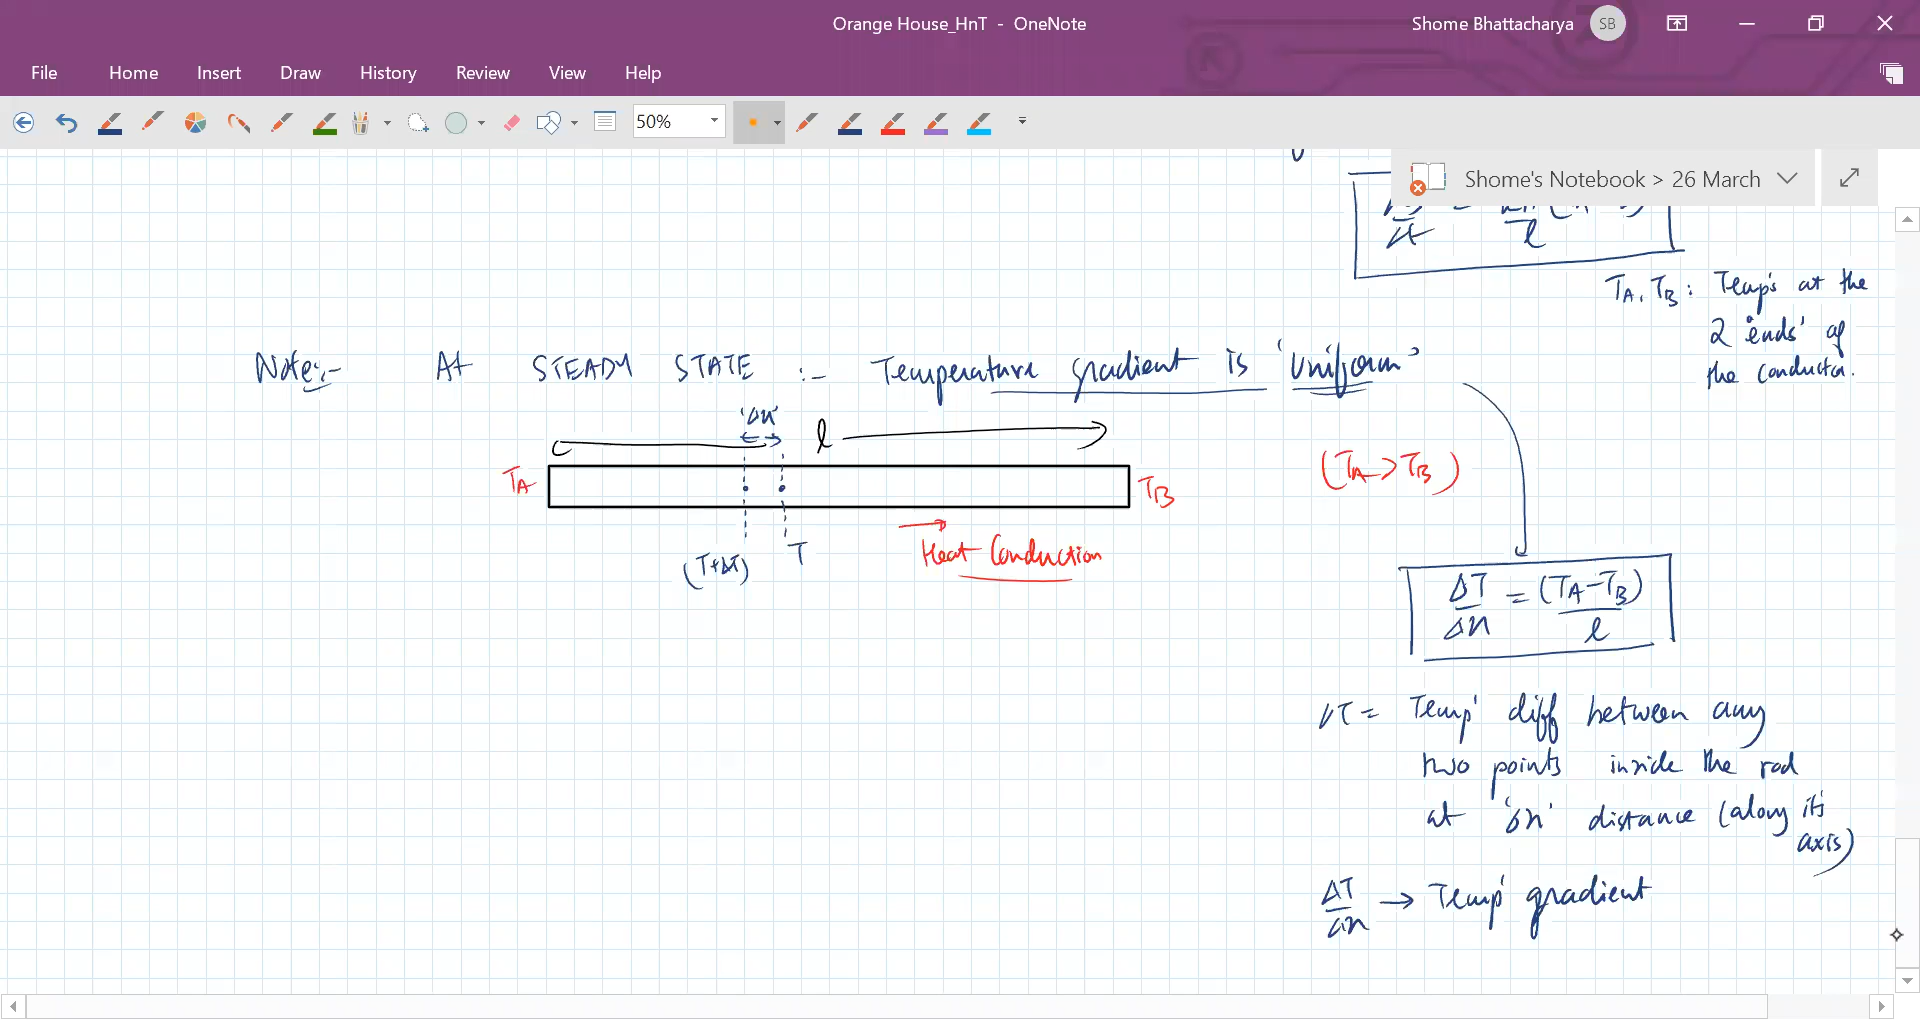 Orange House_HnT - OneNote
Shome Bhattacharya
SB
File Home Insert Draw History Review View Help
50%
Shome's Notebook > 26 March
l
TA, TB : Temp's at the
2 'ends' of
the conductor.
Note:- At STEADY STATE :- Temperature gradient is 'Uniform'
'Δx'
l
TA
TB
(TA > TB)
(T+ΔT) T
Heat Conduction
ΔT/Δx = (TA-TB)/l
ΔT = Temp' diff between any
two points inside the rod
at 'Δx' distance (along its
axis)
ΔT/Δx → Temp' gradient